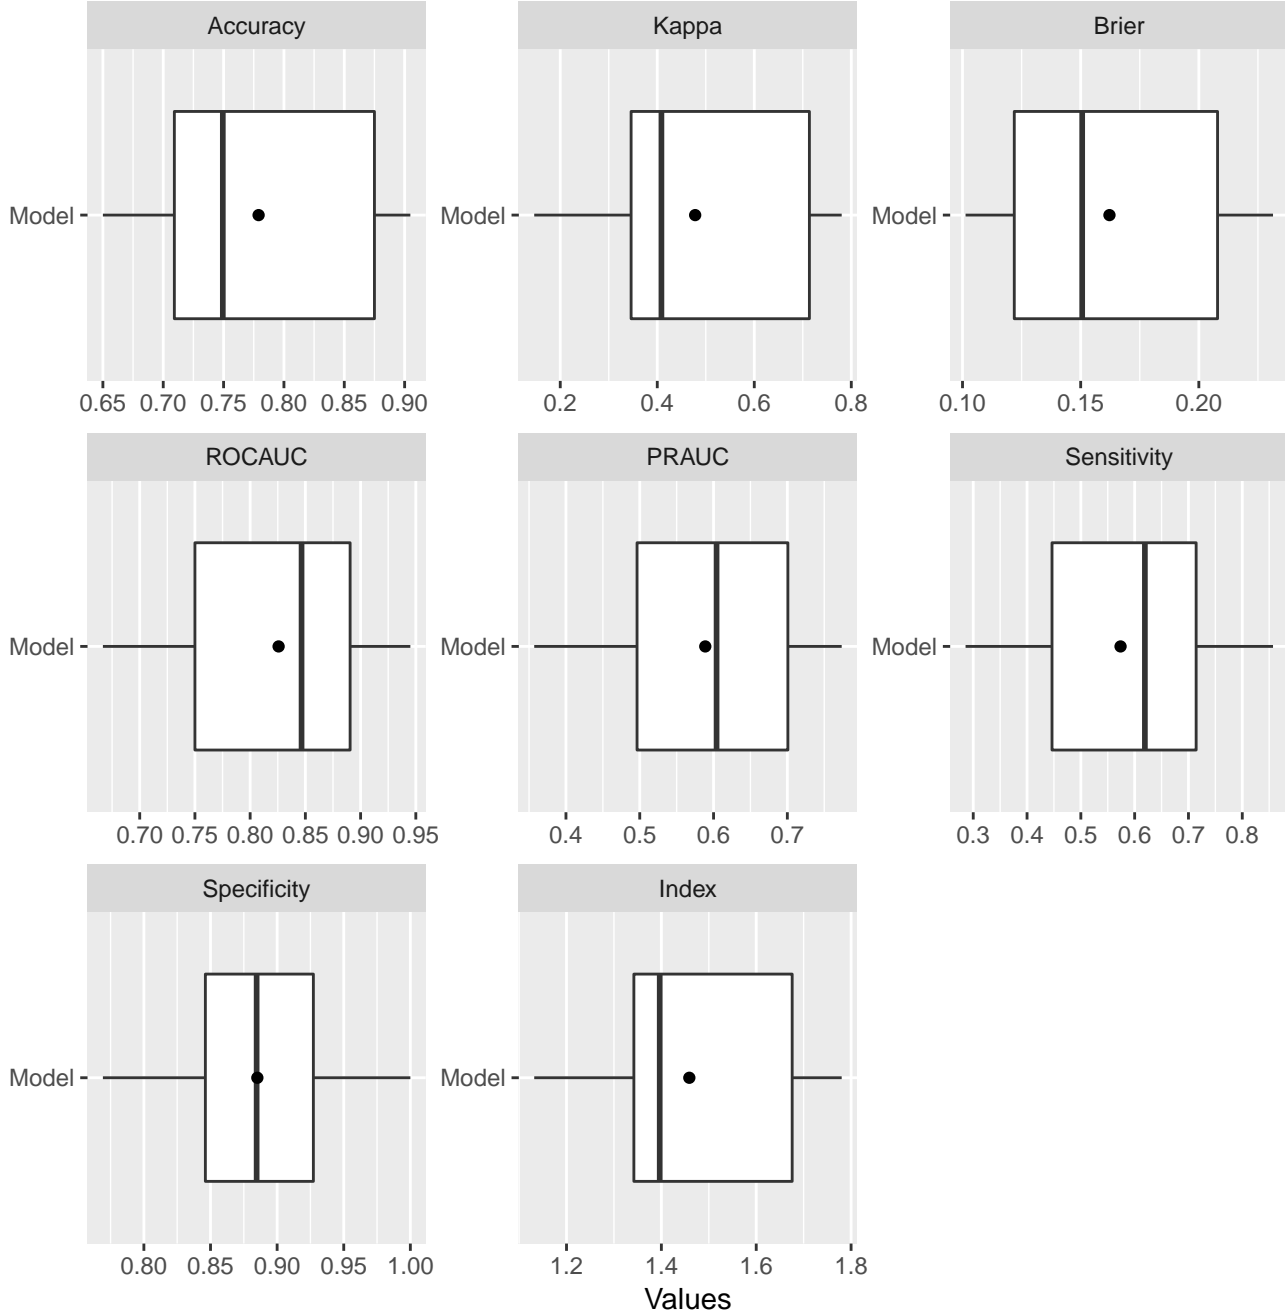 Accuracy Kappa Brier
Model Model Model
0.65 0.70 0.75 0.80 0.85 0.90 0.2 0.4 0.6 0.8 0.10 0.15 0.20
ROCAUC PRAUC Sensitivity
Model Model Model
0.70 0.75 0.80 0.85 0.90 0.95 0.4 0.5 0.6 0.7 0.3 0.4 0.5 0.6 0.7 0.8
Specificity Index
Model Model
0.80 0.85 0.90 0.95 1.00 1.2 1.4 1.6 1.8
Values